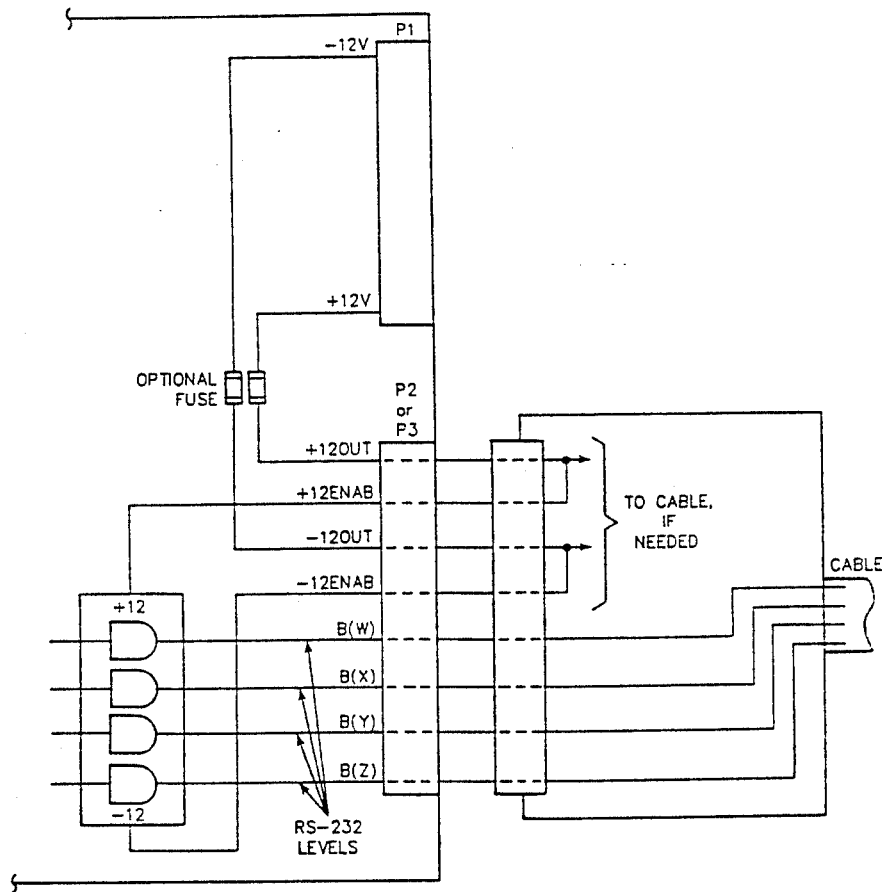 P1
-12V
+12V
OPTIONAL
FUSE
P2
or
P3
+12OUT
+12ENAB
-12OUT
-12ENAB
TO CABLE,
IF
NEEDED
CABLE
+12
B(W)
B(X)
B(Y)
B(Z)
-12
RS-232
LEVELS